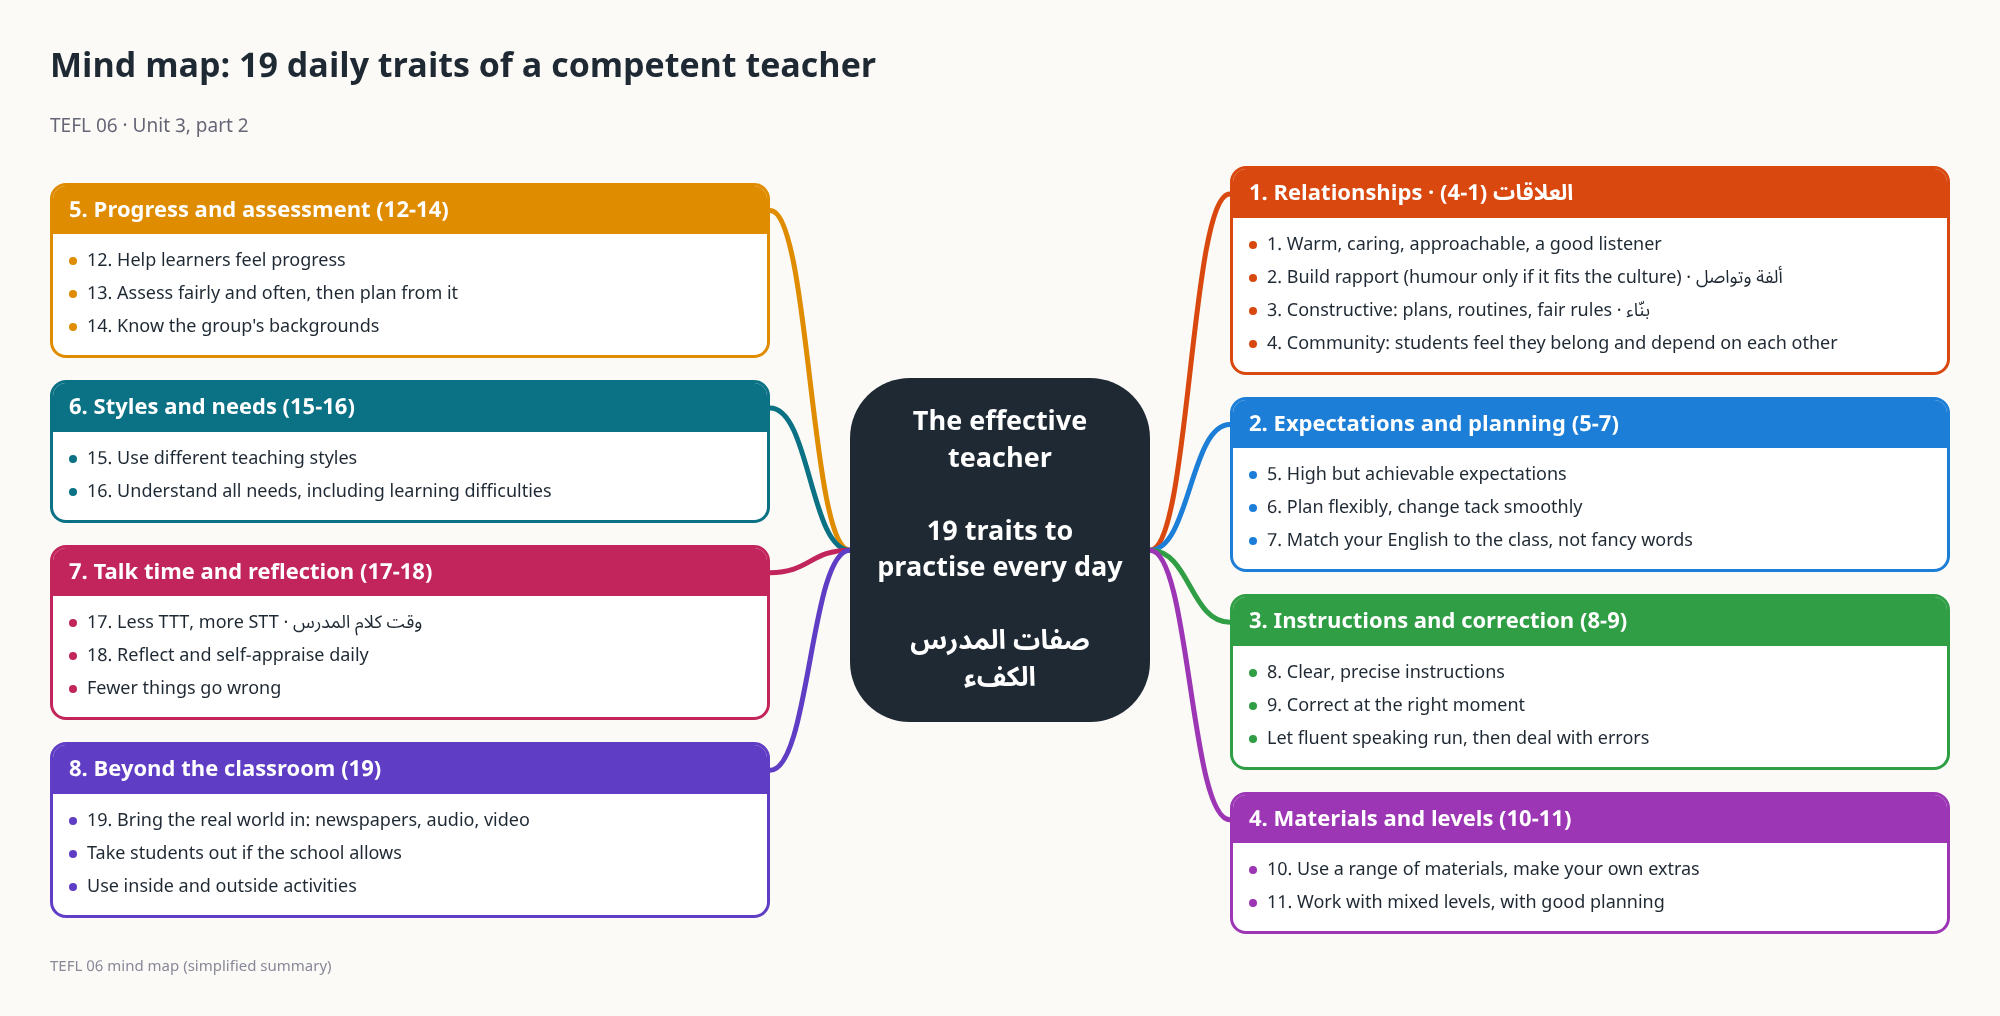 Mind map: 19 daily traits of a competent teacher
TEFL 06 · Unit 3, part 2
The effective
teacher
19 traits to
practise every day
صفات المدرس
الكفء
1. Relationships · العلاقات (4-1)
1. Warm, caring, approachable, a good listener
2. Build rapport (humour only if it fits the culture) · ألفة وتواصل
3. Constructive: plans, routines, fair rules · بنّاء
4. Community: students feel they belong and depend on each other
2. Expectations and planning (5-7)
5. High but achievable expectations
6. Plan flexibly, change tack smoothly
7. Match your English to the class, not fancy words
3. Instructions and correction (8-9)
8. Clear, precise instructions
9. Correct at the right moment
Let fluent speaking run, then deal with errors
4. Materials and levels (10-11)
10. Use a range of materials, make your own extras
11. Work with mixed levels, with good planning
5. Progress and assessment (12-14)
12. Help learners feel progress
13. Assess fairly and often, then plan from it
14. Know the group's backgrounds
6. Styles and needs (15-16)
15. Use different teaching styles
16. Understand all needs, including learning difficulties
7. Talk time and reflection (17-18)
17. Less TTT, more STT · وقت كلام المدرس
18. Reflect and self-appraise daily
Fewer things go wrong
8. Beyond the classroom (19)
19. Bring the real world in: newspapers, audio, video
Take students out if the school allows
Use inside and outside activities
TEFL 06 mind map (simplified summary)